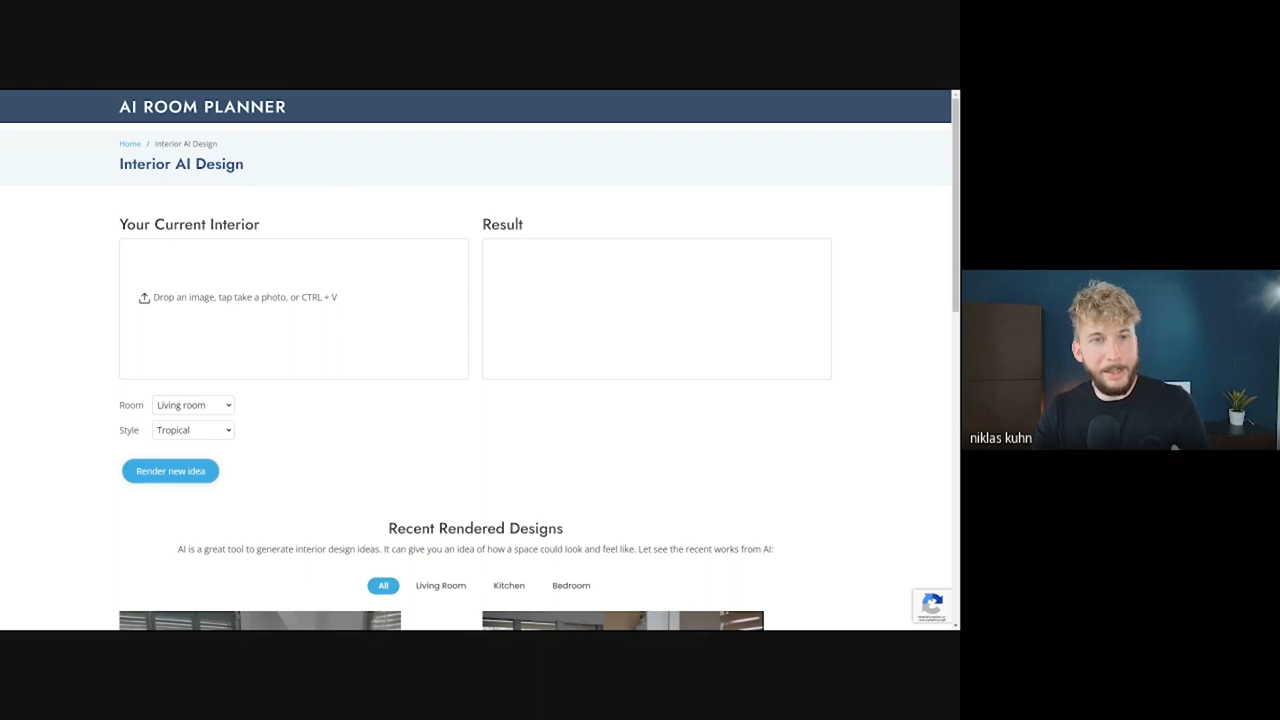 AI ROOM PLANNER
Home / Interior AI Design
Interior AI Design
Your Current Interior
Result
Drop an image, tap take a photo, or CTRL + V
Room Living room
Style Tropical
Render new idea
Recent Rendered Designs
AI is a great tool to generate interior design ideas. It can give you an idea of how a space could look and feel like. Let see the recent works from AI:
All Living Room Kitchen Bedroom
niklas kuhn